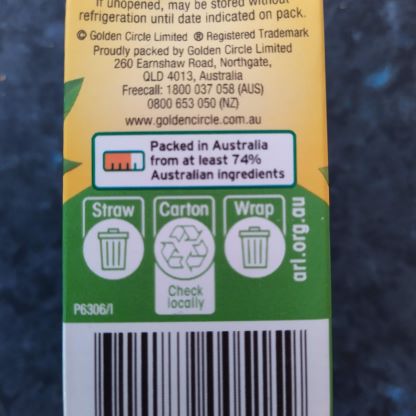 If unopened, may be stored without
refrigeration until date indicated on pack.
© Golden Circle Limited ® Registered Trademark
Proudly packed by Golden Circle Limited
260 Earnshaw Road, Northgate,
QLD 4013, Australia
Freecall: 1800 037 058 (AUS)
0800 653 050 (NZ)
www.goldencircle.com.au
Packed in Australia
from at least 74%
Australian ingredients
Straw Carton Wrap
Check
locally
arl.org.au
P6306/1